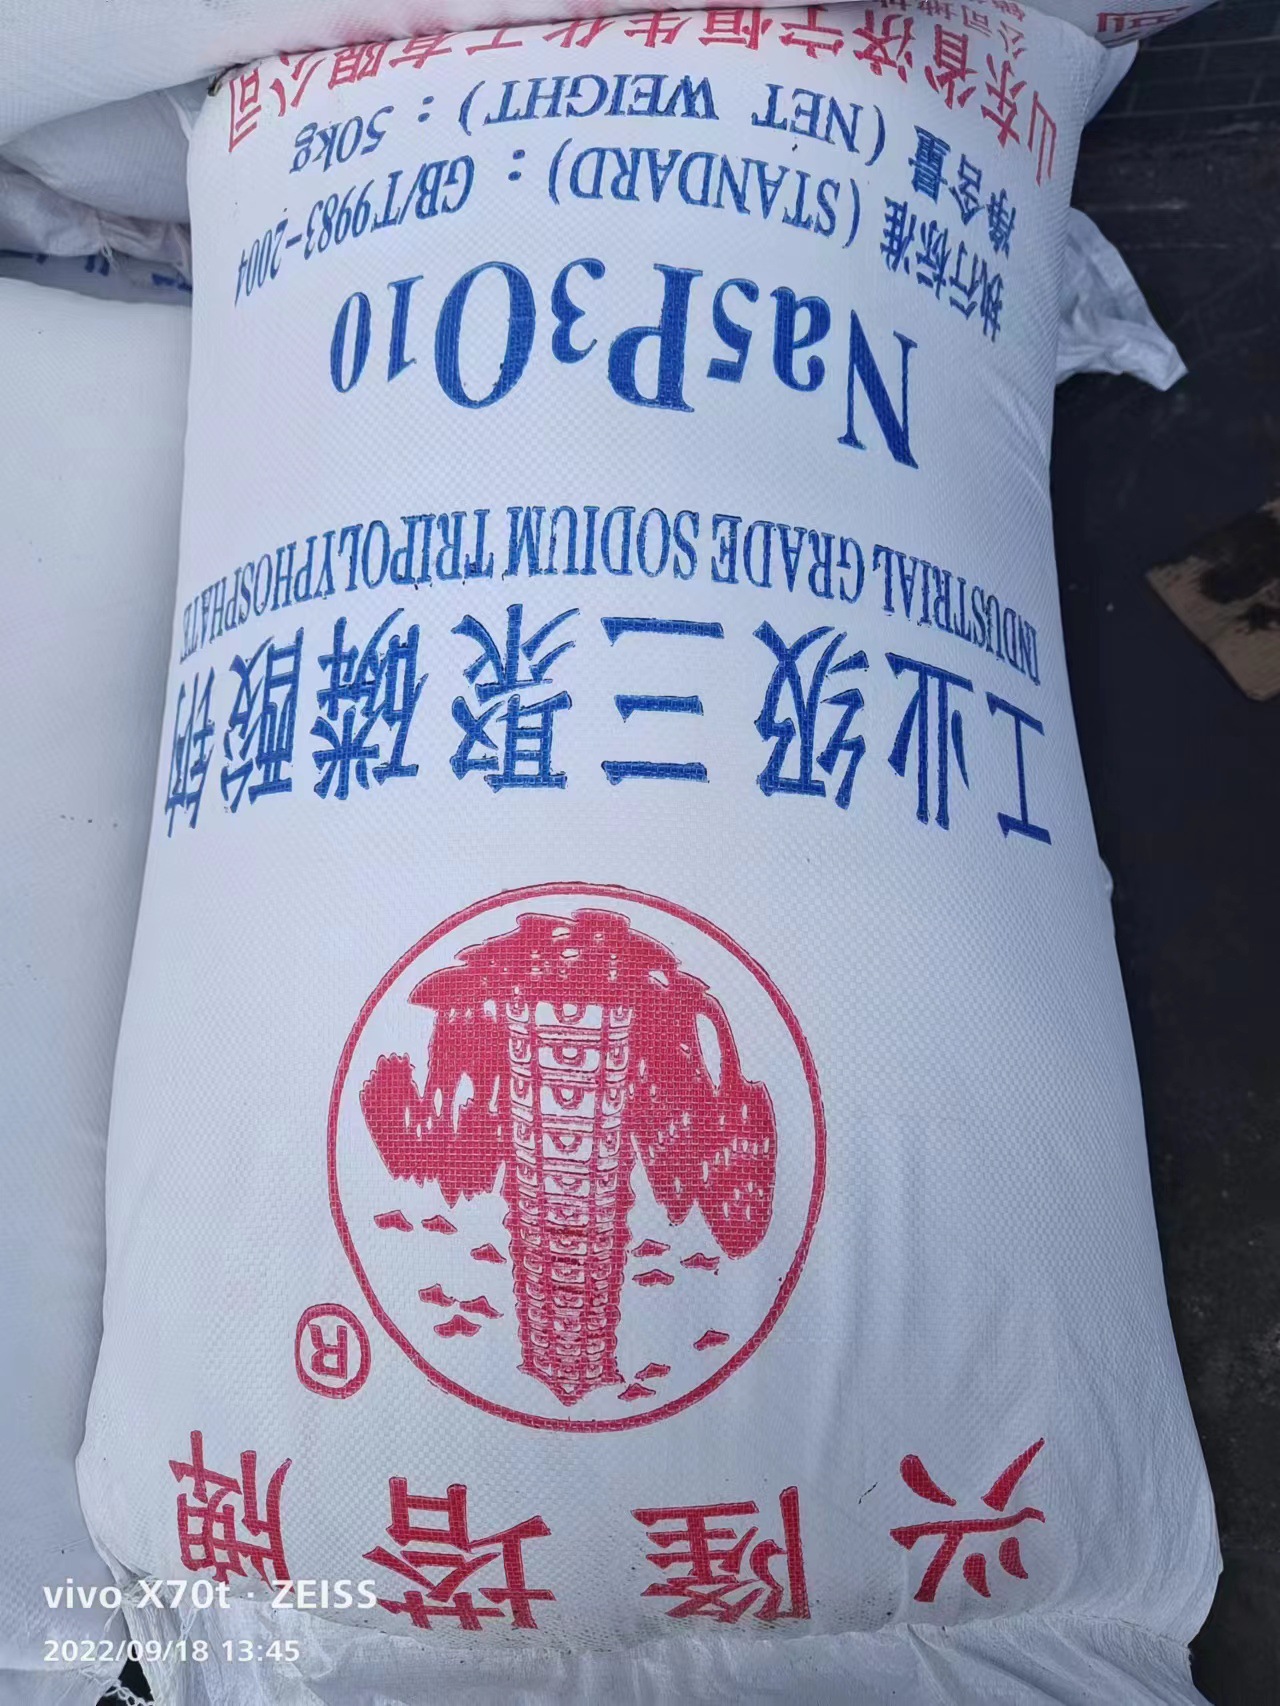 兴隆塔牌
®
工业级三聚磷酸钠
INDUSTRIAL GRADE SODIUM TRIPOLYPHOSPHATE
Na5P3O10
执行标准 (STANDARD) : GB/T9983-2004
净含量 (NET WEIGHT) : 50kg
山东省济宁恒生化工有限公司
vivo X70t · ZEISS
2022/09/18 13:45